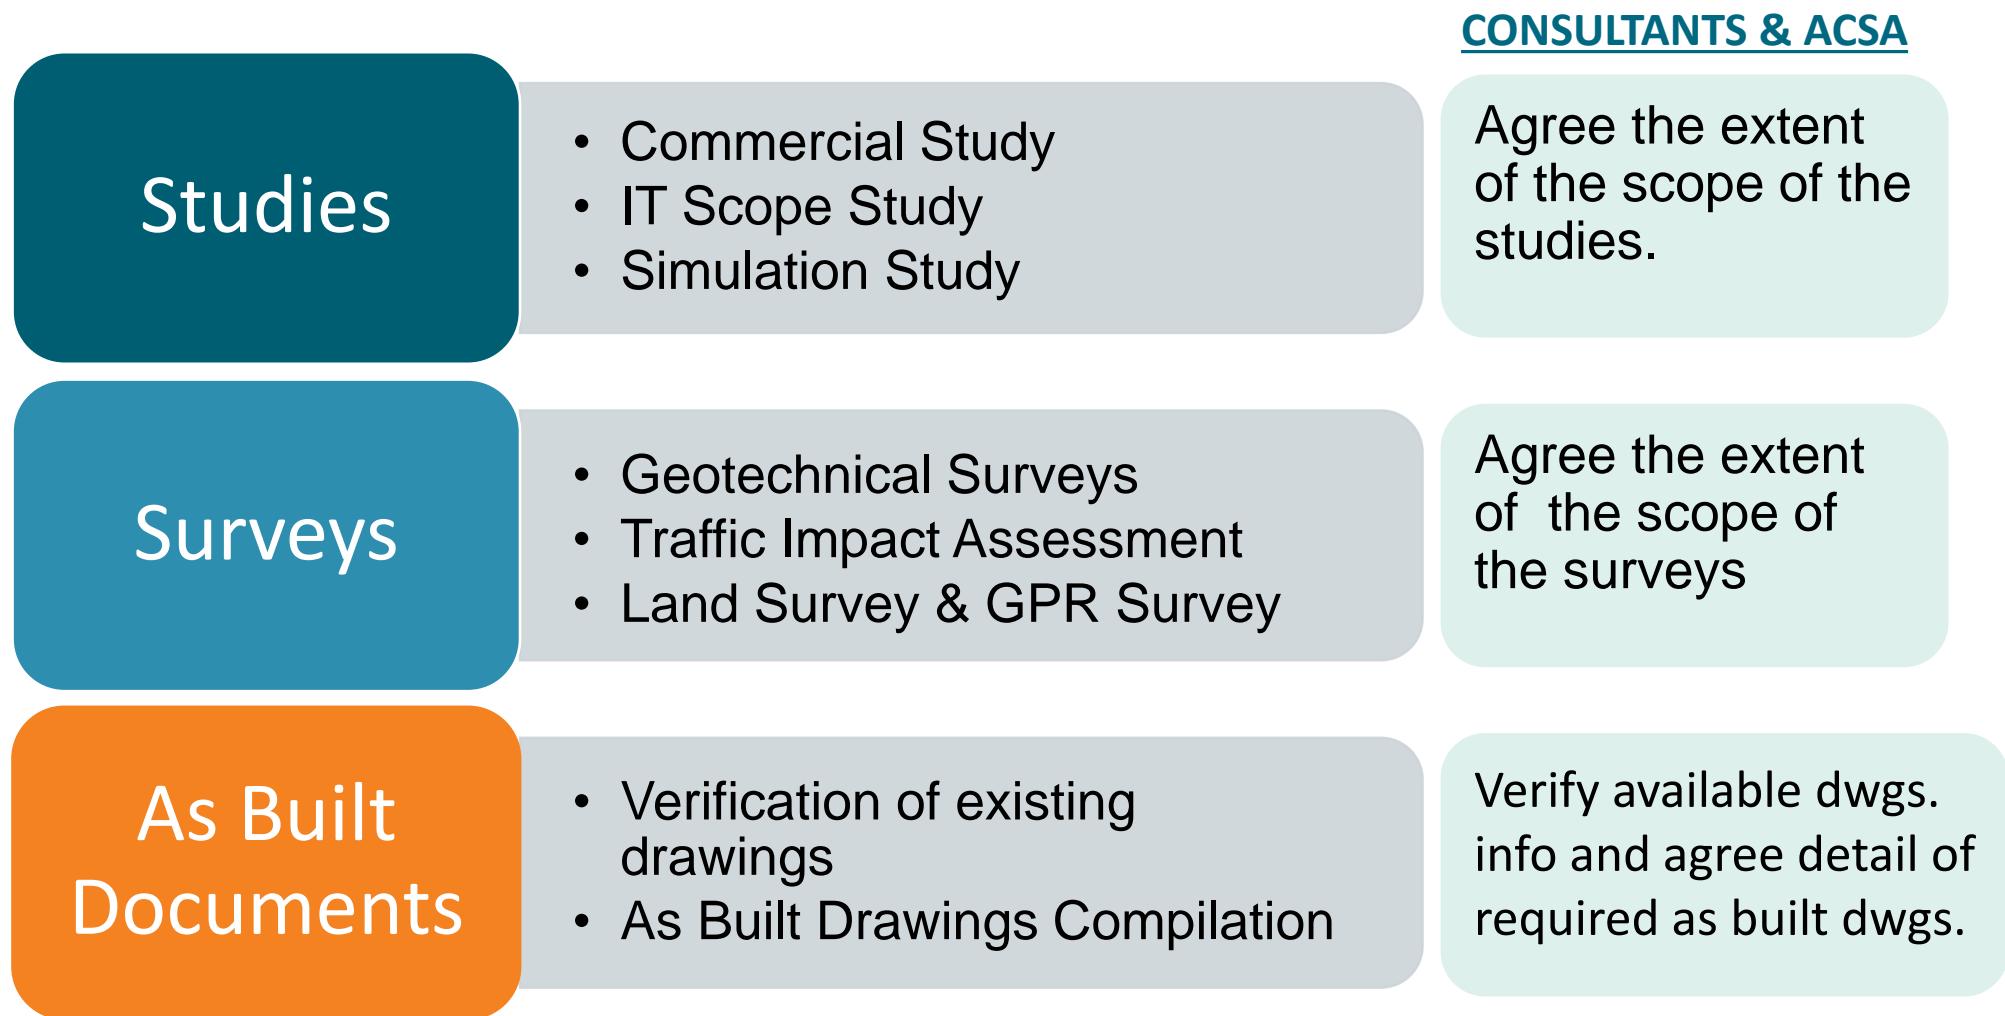 CONSULTANTS & ACSA
Studies
• Commercial Study
• IT Scope Study
• Simulation Study
Agree the extent
of the scope of the
studies.
Surveys
• Geotechnical Surveys
• Traffic Impact Assessment
• Land Survey & GPR Survey
Agree the extent
of the scope of
the surveys
As Built
Documents
• Verification of existing
drawings
• As Built Drawings Compilation
Verify available dwgs.
info and agree detail of
required as built dwgs.